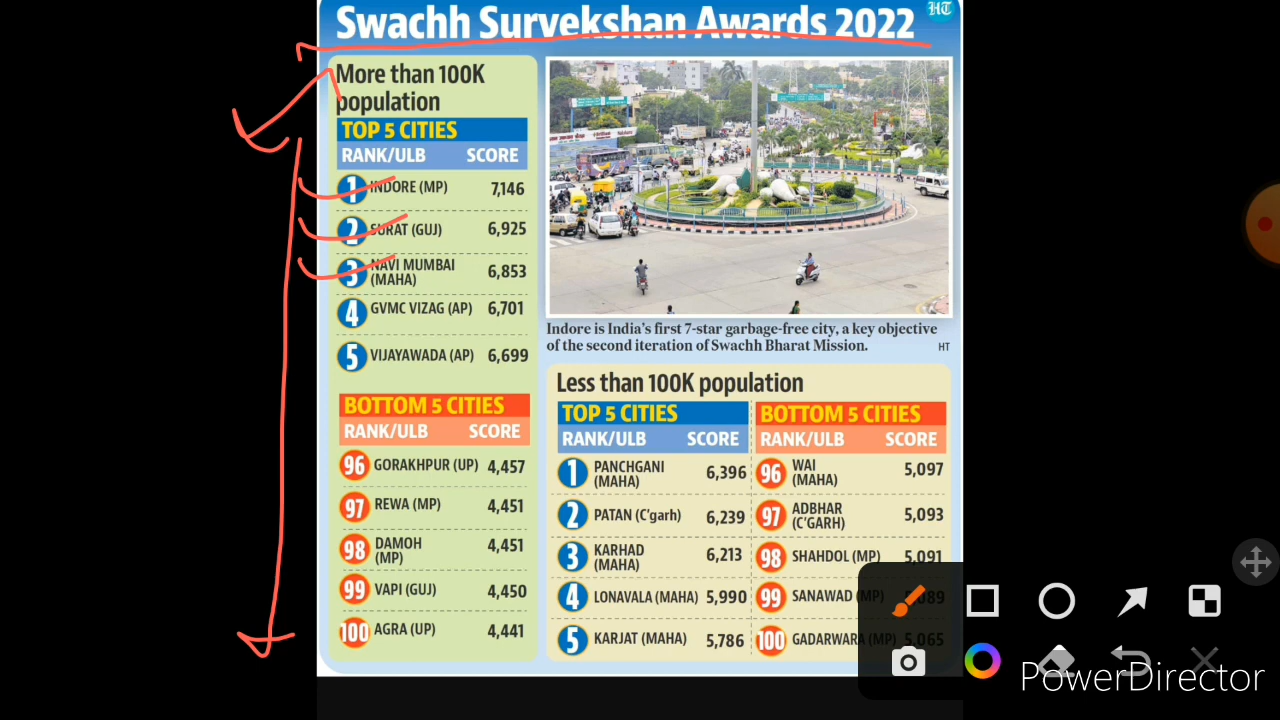 HT
Swachh Survekshan Awards 2022
More than 100K
population
TOP 5 CITIES
RANK/ULB SCORE
1 INDORE (MP) 7,146
2 SURAT (GUJ) 6,925
3 NAVI MUMBAI
(MAHA) 6,853
4 GVMC VIZAG (AP) 6,701
5 VIJAYAWADA (AP) 6,699
BOTTOM 5 CITIES
RANK/ULB SCORE
96 GORAKHPUR (UP) 4,457
97 REWA (MP) 4,451
98 DAMOH
(MP) 4,451
99 VAPI (GUJ) 4,450
100 AGRA (UP) 4,441
Indore is India's first 7-star garbage-free city, a key objective
of the second iteration of Swachh Bharat Mission. HT
Less than 100K population
TOP 5 CITIES
RANK/ULB SCORE
1 PANCHGANI
(MAHA) 6,396
2 PATAN (C'garh) 6,239
3 KARHAD
(MAHA) 6,213
4 LONAVALA (MAHA) 5,990
5 KARJAT (MAHA) 5,786
BOTTOM 5 CITIES
RANK/ULB SCORE
96 WAI
(MAHA) 5,097
97 ADBHAR
(C'GARH) 5,093
98 SHAHDOL (MP) 5,091
99 SANAWAD (MP)
100 GADARWARA (MP) 5,065
PowerDirector